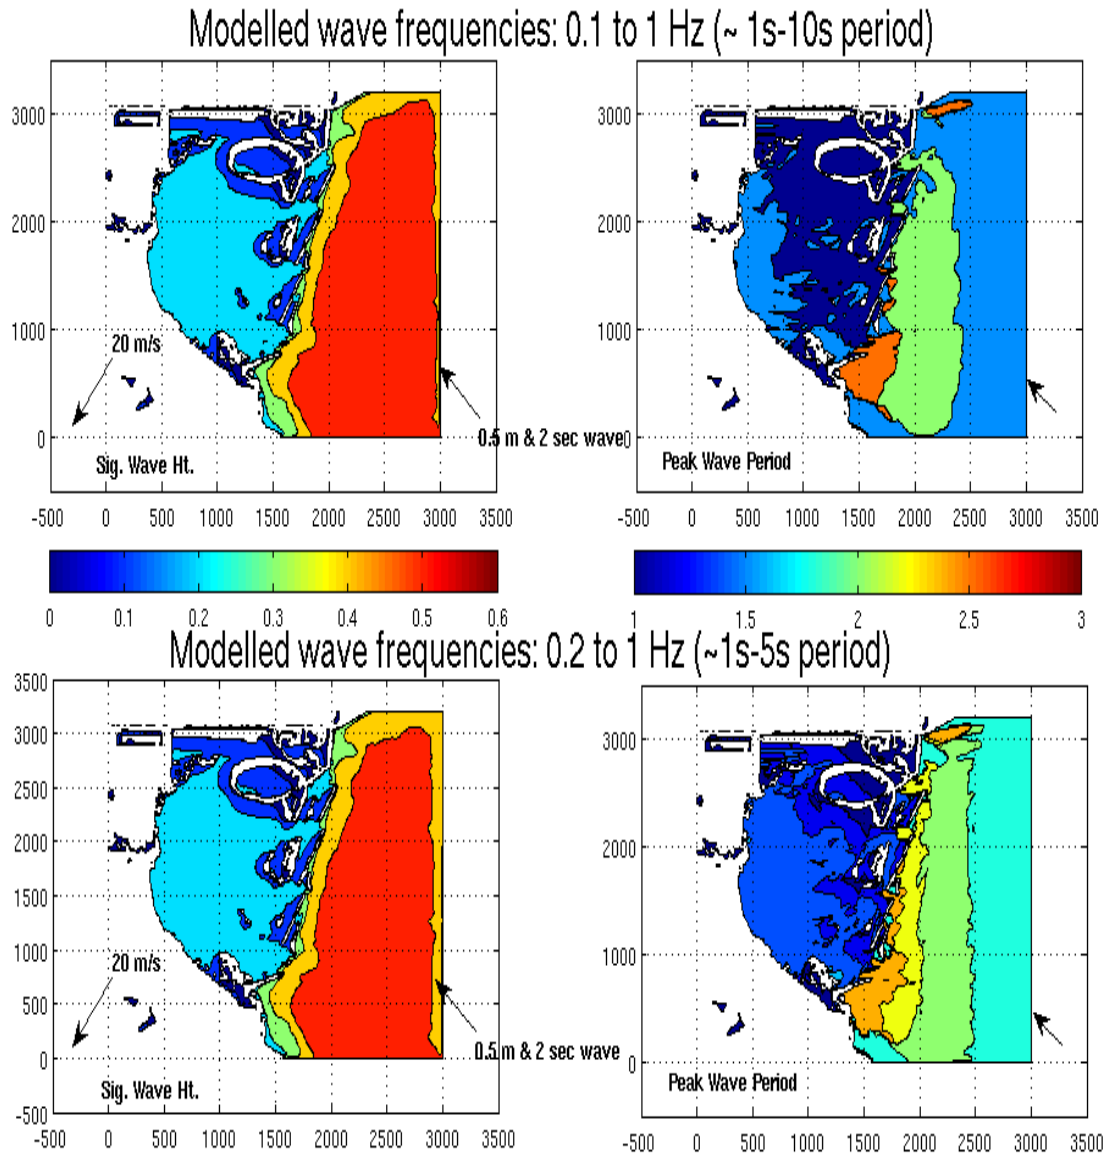 Modelled wave frequencies: 0.1 to 1 Hz (~ 1s-10s period)
3000
2000
1000
0
20 m/s
0.5 m & 2 sec wave
Sig. Wave Ht.
-500 0 500 1000 1500 2000 2500 3000 3500
3000
2000
1000
0
Peak Wave Period
-500 0 500 1000 1500 2000 2500 3000 3500
0 0.1 0.2 0.3 0.4 0.5 0.6
1 1.5 2 2.5 3
Modelled wave frequencies: 0.2 to 1 Hz (~1s-5s period)
3500
3000
2500
2000
1500
1000
500
0
-500
20 m/s
0.5 m & 2 sec wave
Sig. Wave Ht.
-500 0 500 1000 1500 2000 2500 3000 3500
3000
2000
1000
0
Peak Wave Period
-500 0 500 1000 1500 2000 2500 3000 3500